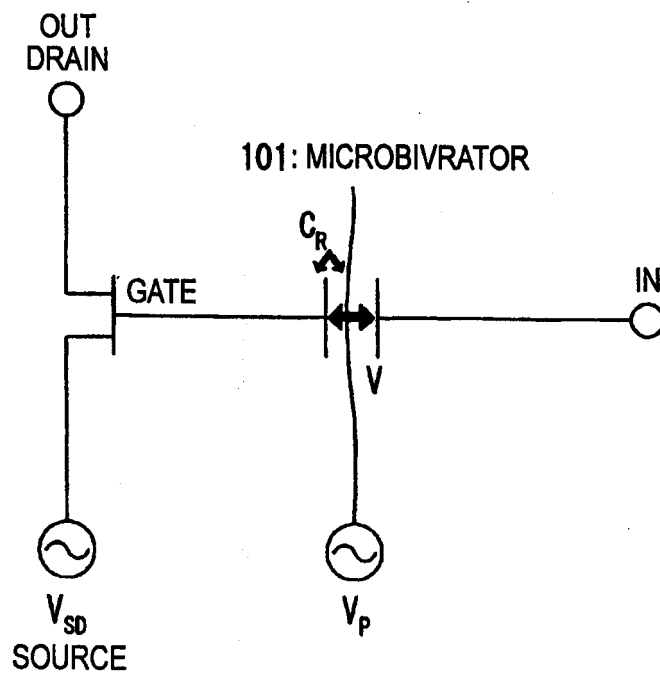 OUT
DRAIN
101: MICROBIVRATOR
C_R
GATE
IN
V
V_SD
SOURCE
V_P